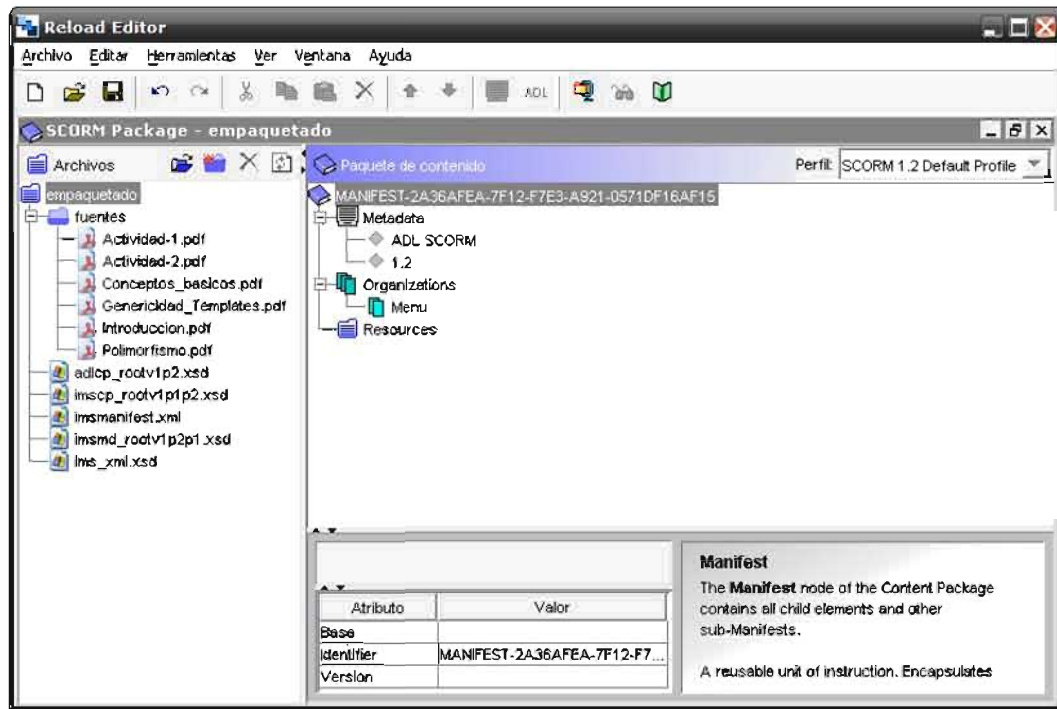 Reload Editor
Archivo Editar Herramientas Ver Ventana Ayuda
ADL
SCORM Package - empaquetado
Archivos
Paquete de contenido
Perfil: SCORM 1.2 Default Profile
empaquetado
fuentes
Actividad-1.pdf
Actividad-2.pdf
Conceptos_basicos.pdf
Genericidad_Templates.pdf
Introduccion.pdf
Polimorfismo.pdf
adlcp_rootv1p2.xsd
imscp_rootv1p1p2.xsd
imsmanifest.xml
imsmd_rootv1p2p1.xsd
ims_xml.xsd
MANIFEST-2A36AFEA-7F12-F7E3-A921-0571DF16AF15
Metadata
ADL SCORM
1.2
Organizations
Menu
Resources
Atributo Valor
Base
Identifier MANIFEST-2A36AFEA-7F12-F7...
Version
Manifest
The Manifest node of the Content Package
contains all child elements and other
sub-Manifests.
A reusable unit of instruction. Encapsulates